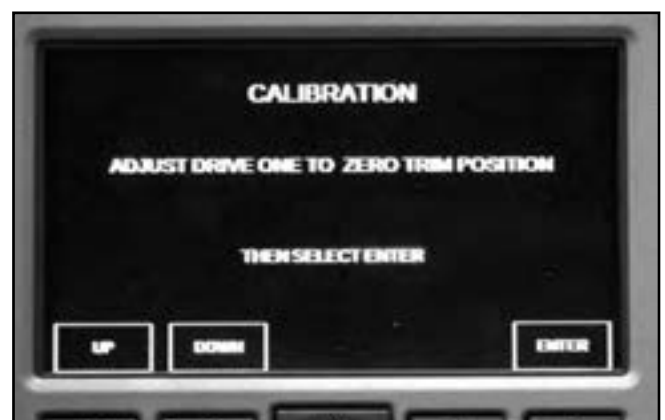 CALIBRATION
ADJUST DRIVE ONE TO ZERO TRIM POSITION
THEN SELECT ENTER
UP DOWN ENTER